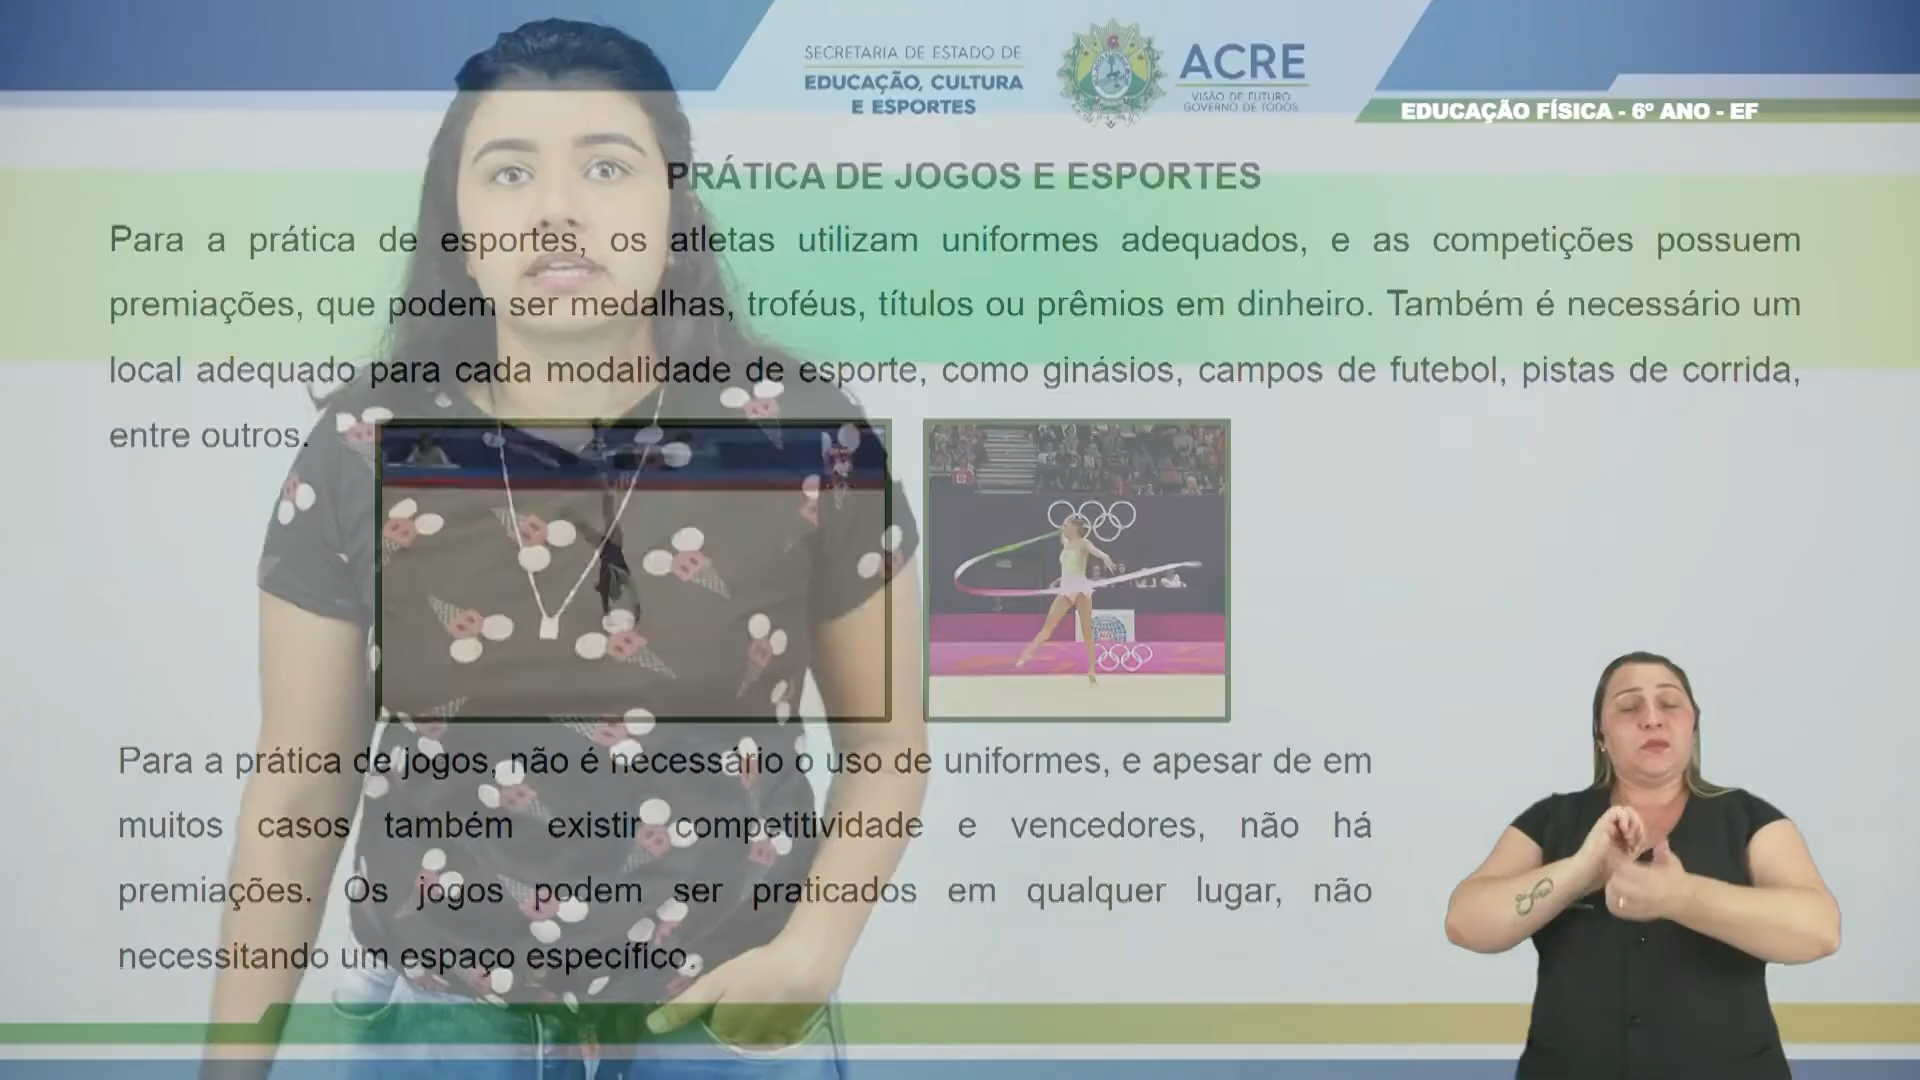 SECRETARIA DE ESTADO DE
EDUCAÇÃO, CULTURA
E ESPORTES
ACRE
VISÃO DE FUTURO
GOVERNO DE TODOS
EDUCAÇÃO FÍSICA - 6º ANO - EF
PRÁTICA DE JOGOS E ESPORTES
Para a prática de esportes, os atletas utilizam uniformes adequados, e as competições possuem
premiações, que podem ser medalhas, troféus, títulos ou prêmios em dinheiro. Também é necessário um
local adequado para cada modalidade de esporte, como ginásios, campos de futebol, pistas de corrida,
entre outros.
Para a prática de jogos, não é necessário o uso de uniformes, e apesar de em
muitos casos também existir competitividade e vencedores, não há
premiações. Os jogos podem ser praticados em qualquer lugar, não
necessitando um espaço específico.